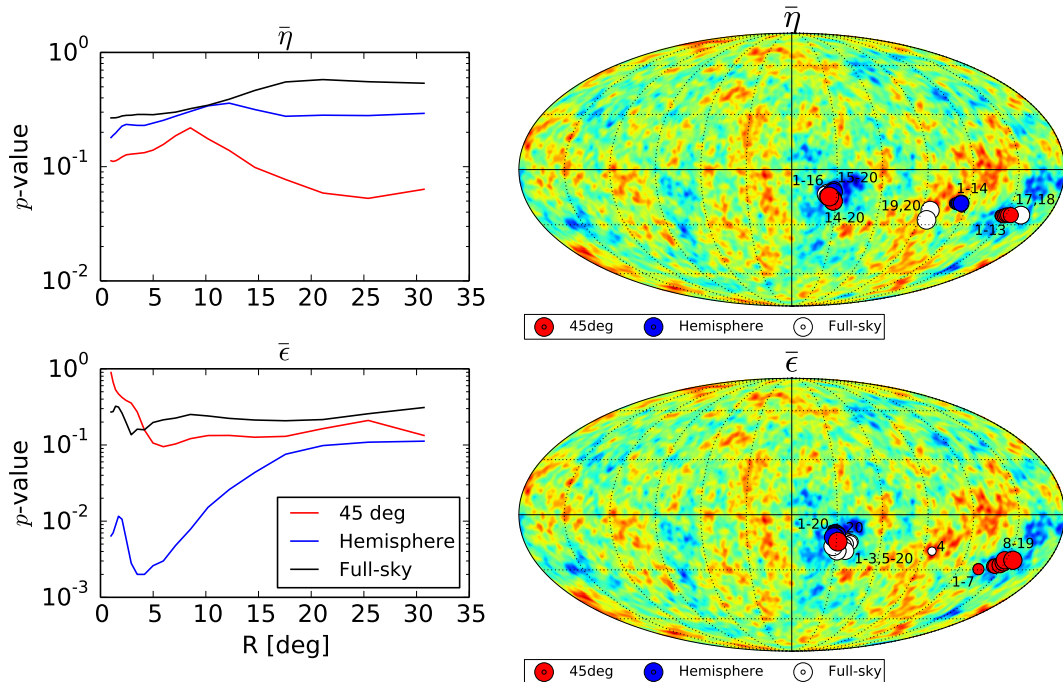 η̄
10⁰
10⁻¹
10⁻²
p-value
0 5 10 15 20 25 30 35
η̄
1-16
15-20
14-20
19,20
1-14
17,18
1-13
45deg Hemisphere Full-sky
ε̄
10⁰
10⁻¹
10⁻²
10⁻³
p-value
45 deg
Hemisphere
Full-sky
0 5 10 15 20 25 30 35
R [deg]
ε̄
1-20
20
1-3,5-20
4
8-19
1-7
45deg Hemisphere Full-sky